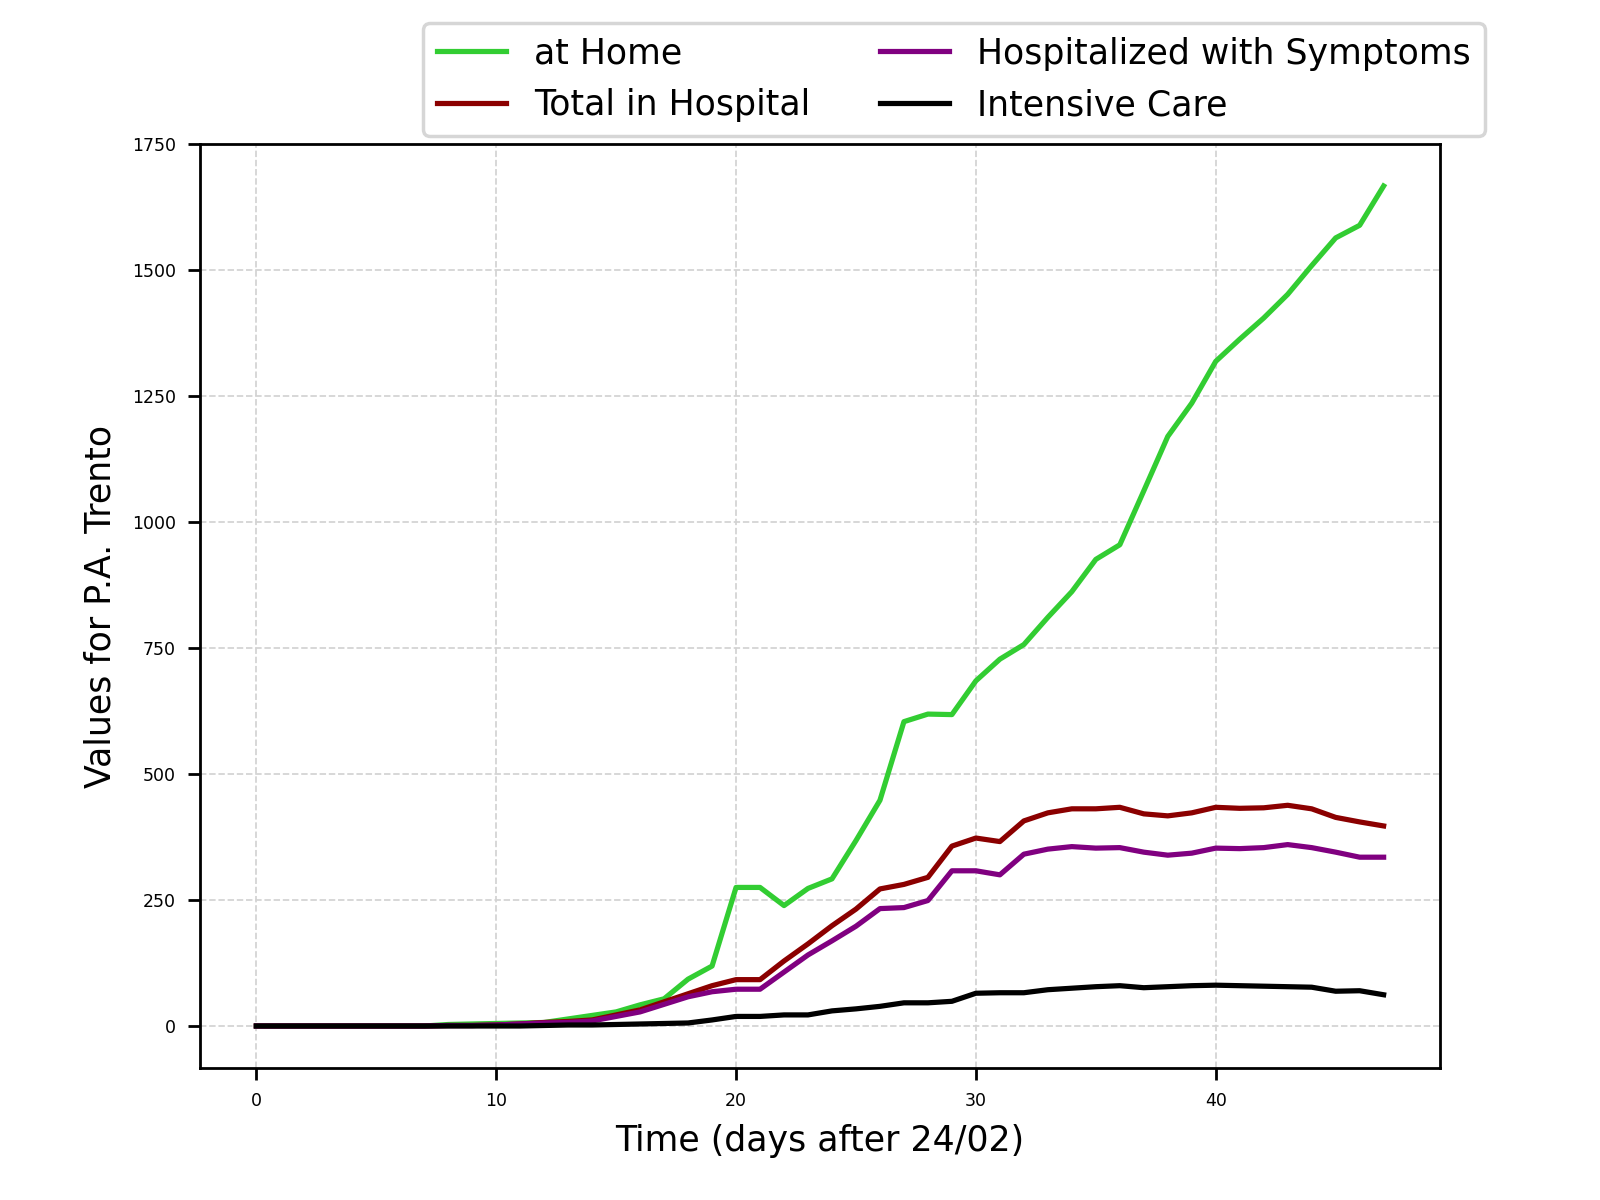 at Home
Hospitalized with Symptoms
Total in Hospital
Intensive Care
1750
1500
1250
1000
750
500
250
0
Values for P.A. Trento
0 10 20 30 40
Time (days after 24/02)